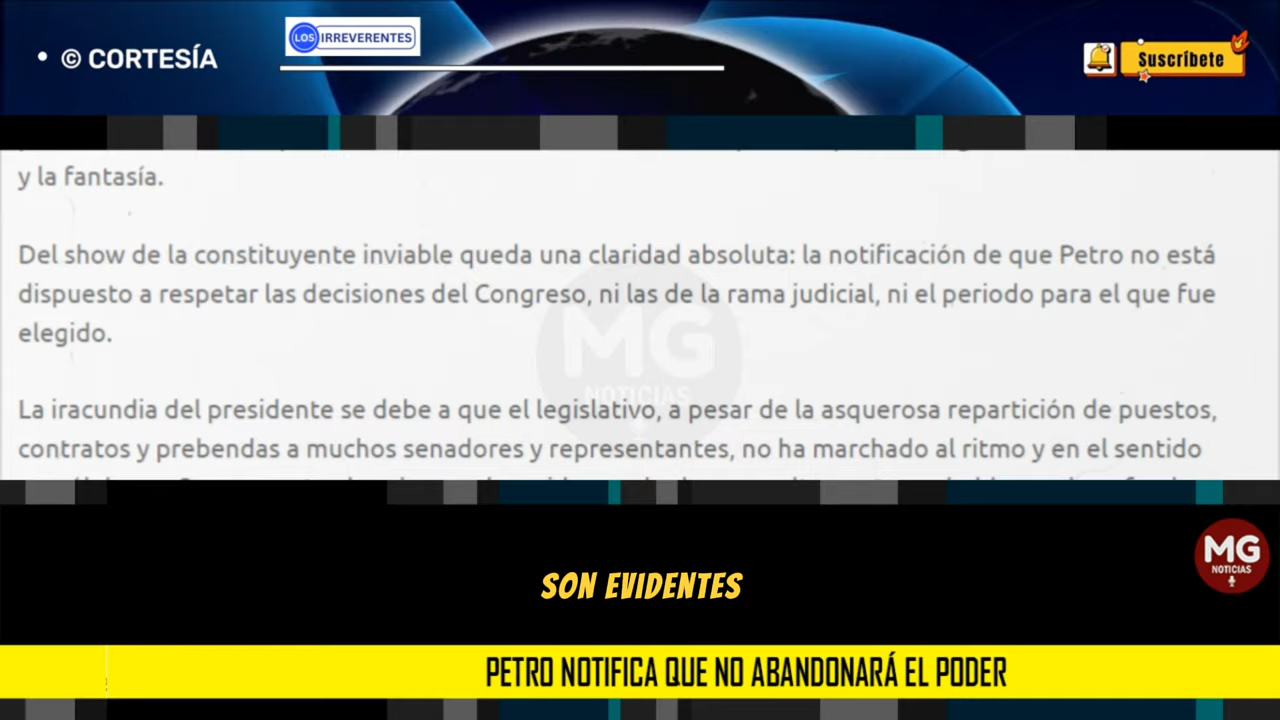 • © CORTESÍA
LOS IRREVERENTES
Suscríbete
y la fantasía.
Del show de la constituyente inviable queda una claridad absoluta: la notificación de que Petro no está
dispuesto a respetar las decisiones del Congreso, ni las de la rama judicial, ni el periodo para el que fue
elegido.
La iracundia del presidente se debe a que el legislativo, a pesar de la asquerosa repartición de puestos,
contratos y prebendas a muchos senadores y representantes, no ha marchado al ritmo y en el sentido
MG
NOTICIAS
SON EVIDENTES
MG
NOTICIAS
PETRO NOTIFICA QUE NO ABANDONARÁ EL PODER